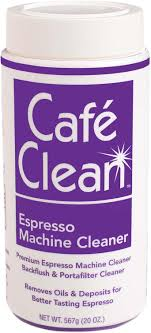 Café
Clean™
Espresso
Machine Cleaner
Premium Espresso Machine Cleaner
Backflush & Portafilter Cleaner
Removes Oils & Deposits for
Better Tasting Espresso
NET WT. 567g (20 OZ.)